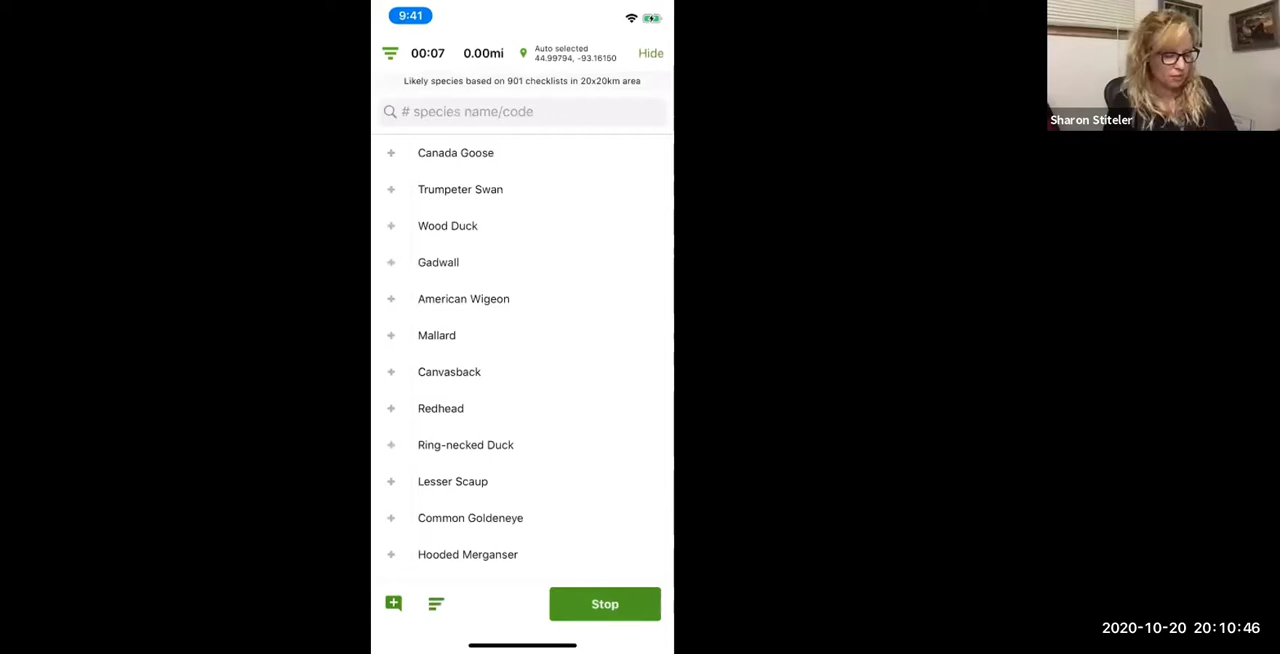 9:41
00:07 0.00mi Auto selected
44.99794, -93.16150 Hide
Likely species based on 901 checklists in 20x20km area
# species name/code
Canada Goose
Trumpeter Swan
Wood Duck
Gadwall
American Wigeon
Mallard
Canvasback
Redhead
Ring-necked Duck
Lesser Scaup
Common Goldeneye
Hooded Merganser
Stop
Sharon Stiteler
2020-10-20 20:10:46